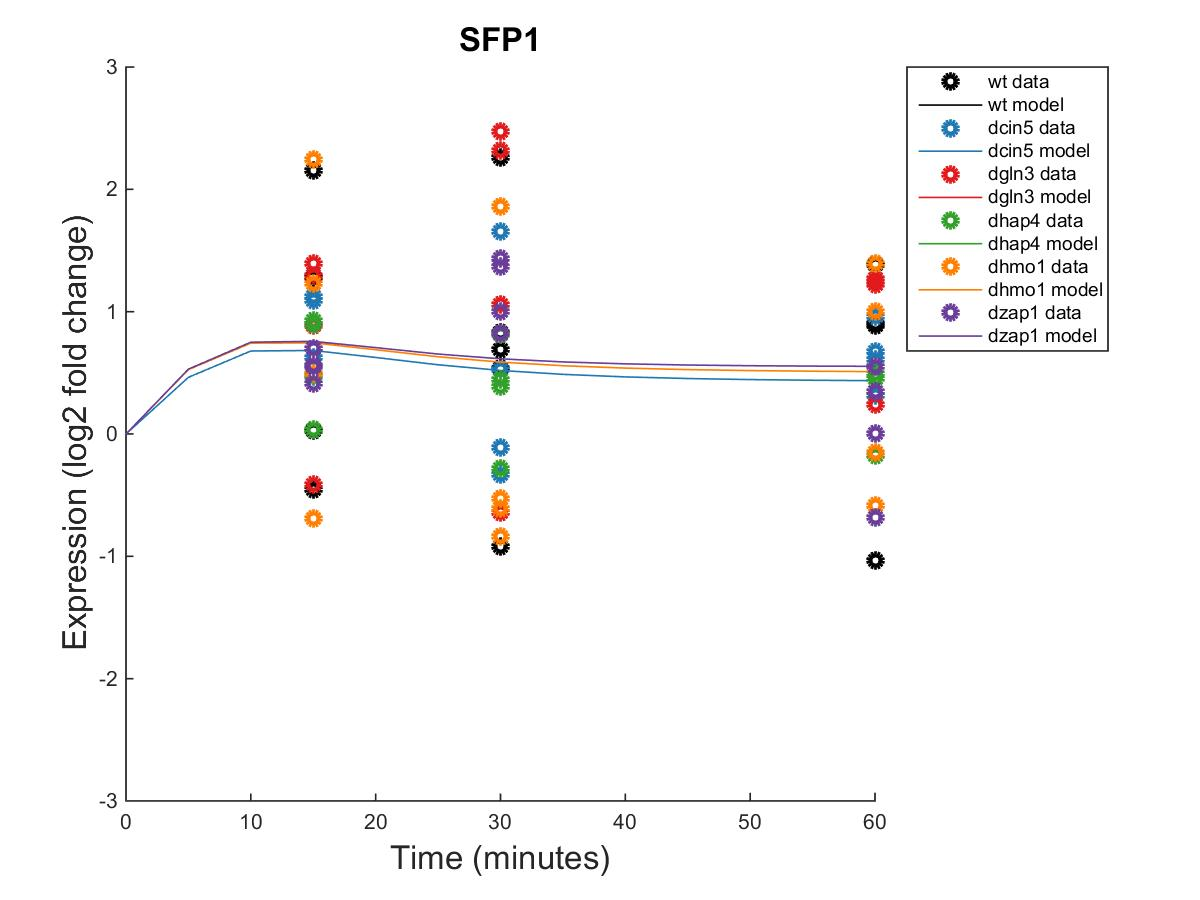 SFP1
3
2
1
0
-1
-2
-3
0 10 20 30 40 50 60
Time (minutes)
Expression (log2 fold change)
wt data
wt model
dcin5 data
dcin5 model
dgln3 data
dgln3 model
dhap4 data
dhap4 model
dhmo1 data
dhmo1 model
dzap1 data
dzap1 model